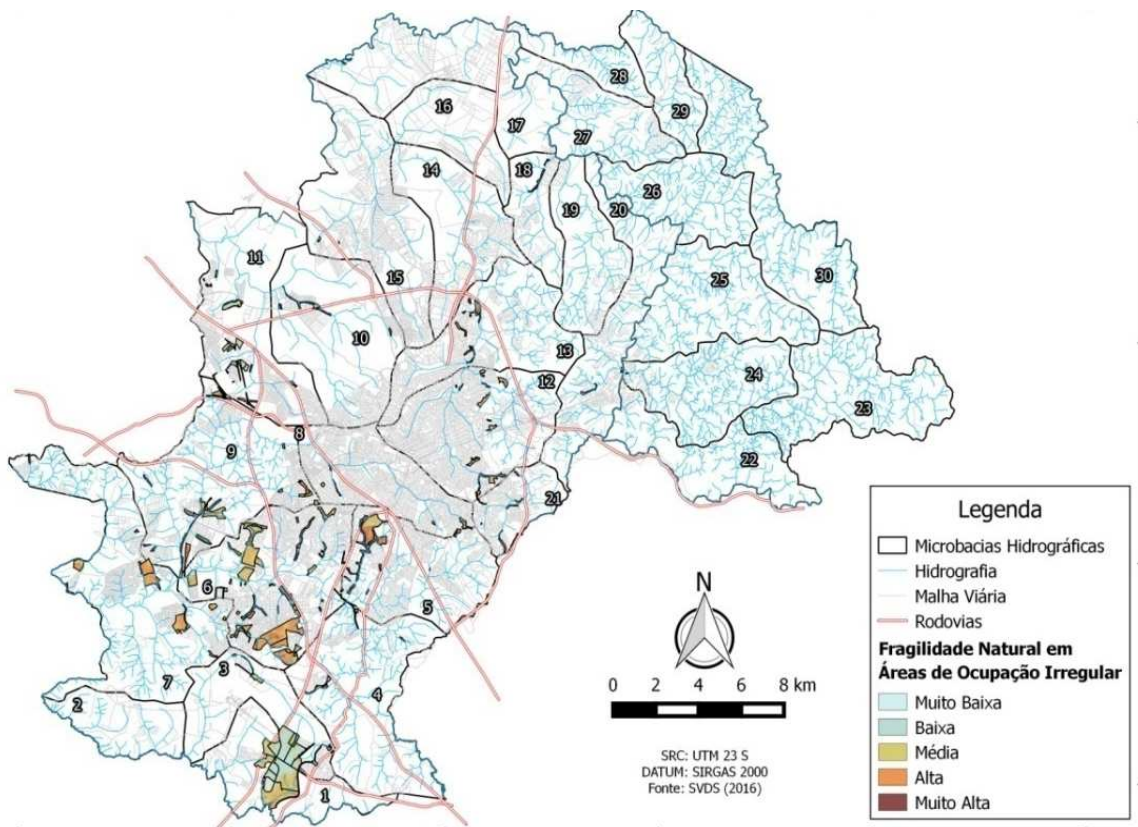 28
29
16
17
27
18
14
26
19
20
11
25
30
15
10
13
24
12
23
8
9
22
21
6
5
3
7
4
2
1
N
0 2 4 6 8 km
SRC: UTM 23 S
DATUM: SIRGAS 2000
Fonte: SVDS (2016)
Legenda
Microbacias Hidrográficas
Hidrografia
Malha Viária
Rodovias
Fragilidade Natural em
Áreas de Ocupação Irregular
Muito Baixa
Baixa
Média
Alta
Muito Alta